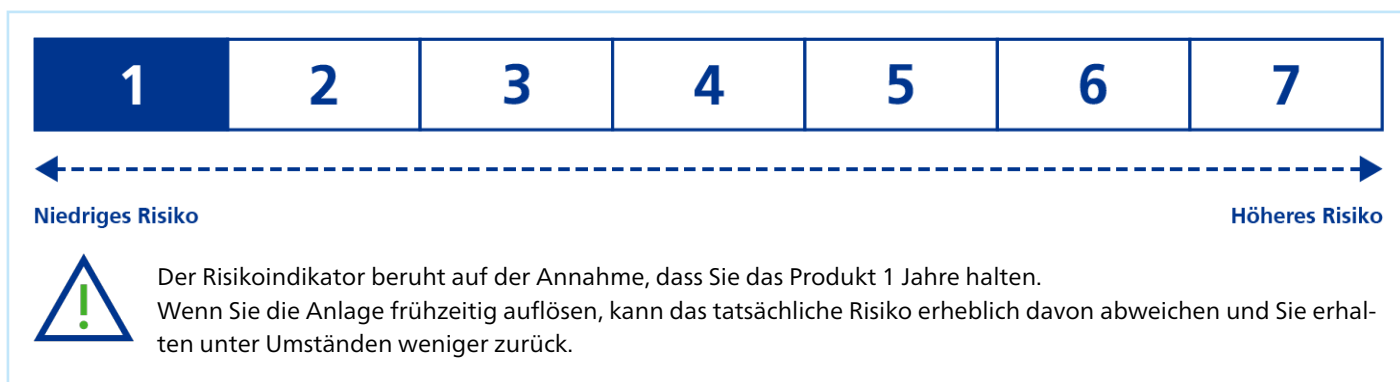 1 2 3 4 5 6 7
Niedriges Risiko Höheres Risiko
Der Risikoindikator beruht auf der Annahme, dass Sie das Produkt 1 Jahre halten.
Wenn Sie die Anlage frühzeitig auflösen, kann das tatsächliche Risiko erheblich davon abweichen und Sie erhal-
ten unter Umständen weniger zurück.